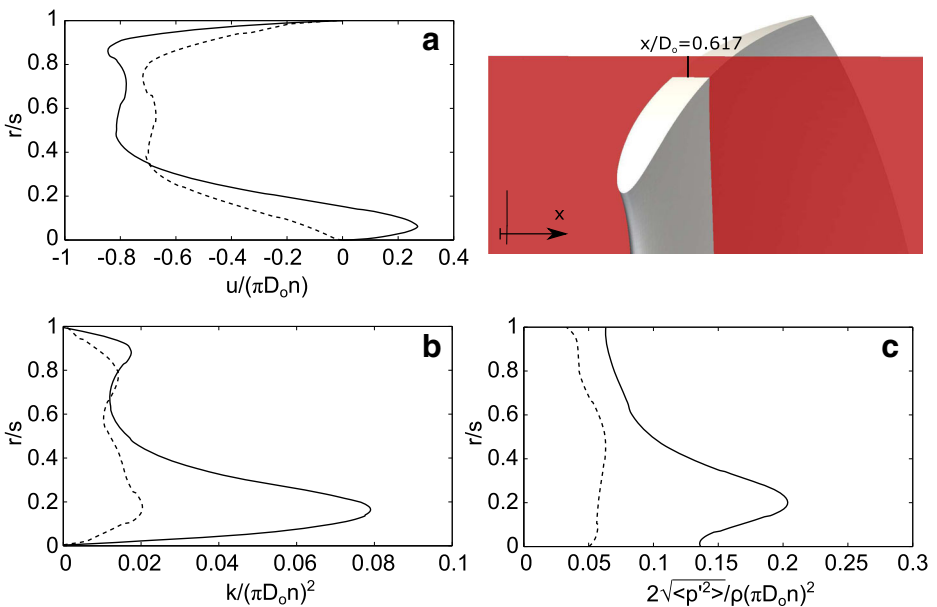 a
1
0.8
0.6
0.4
0.2
0
r/s
-1 -0.8 -0.6 -0.4 -0.2 0 0.2 0.4
u/(πDₒn)
x/Dₒ=0.617
x
b
1
0.8
0.6
0.4
0.2
0
r/s
0 0.02 0.04 0.06 0.08 0.1
k/(πDₒn)²
c
1
0.8
0.6
0.4
0.2
0
r/s
0 0.05 0.1 0.15 0.2 0.25 0.3
2√<p'²>/ρ(πDₒn)²